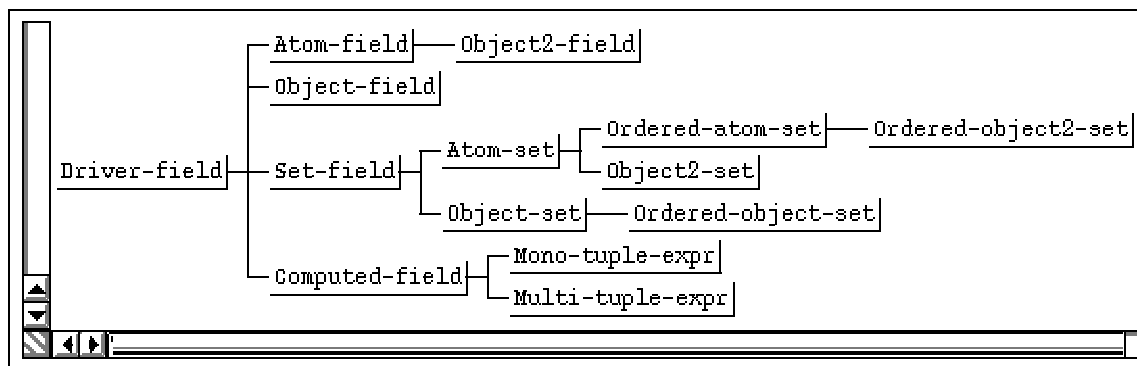 Atom-field Object2-field
Object-field
Ordered-atom-set Ordered-object2-set
Atom-set
Driver-field Set-field Object2-set
Object-set Ordered-object-set
Mono-tuple-expr
Computed-field
Multi-tuple-expr